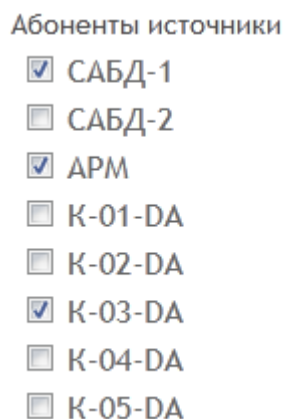 Абоненты источники
САБД-1
САБД-2
АРМ
К-01-DA
К-02-DA
К-03-DA
К-04-DA
К-05-DA